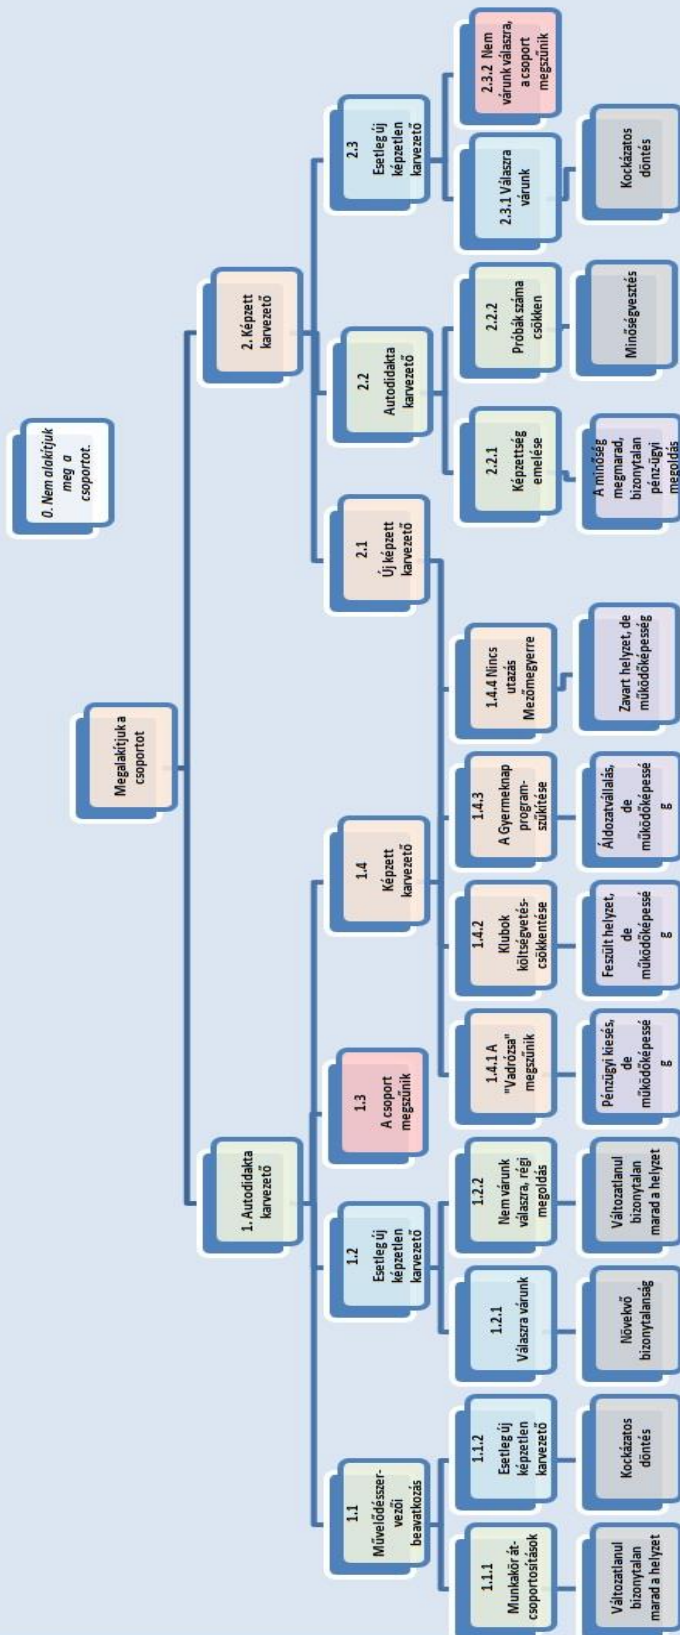 0. Nem alakítjuk
meg a
csoportot.
Megalakítjuk a
csoportot
1. Autodidakta
karvezető
2. Képzett
karvezető
1.1
Művelődésszer-
vezői
beavatkozás
1.2
Esetleg új
képzetlen
karvezető
1.3
A csoport
megszűnik
1.4
Képzett
karvezető
2.1
Új képzett
karvezető
2.2
Autodidakta
karvezető
2.3
Esetleg új
képzetlen
karvezető
1.1.1
Munkakör át-
csoportosítások
1.1.2
Esetleg új
képzetlen
karvezető
1.2.1
Válaszra várunk
1.2.2
Nem várunk
válaszra, régi
megoldás
1.4.1 A
"Vadrózsa"
megszűnik
1.4.2
Klubok
költségvetés-
csökkentése
1.4.3
A Gyermeknap
program-
szűkítése
1.4.4 Nincs
utazás
Mezőmegyerre
2.2.1
Képzettség
emelése
2.2.2
Próbák száma
csökken
2.3.1 Válaszra
várunk
2.3.2 Nem
várunk válaszra,
a csoport
megszűnik
Változatlanul
bizonytalan
marad a helyzet
Kockázatos
döntés
Növekvő
bizonytalanság
Változatlanul
bizonytalan
marad a helyzet
Pénzügyi kiesés,
de
működőképessé
g
Feszült helyzet,
de
működőképessé
g
Áldozatvállalás,
de
működőképessé
g
Zavart helyzet, de
működőképesség
A minőség
megmarad,
bizonytalan
pénz-ügyi
megoldás
Minőségvesztés
Kockázatos
döntés